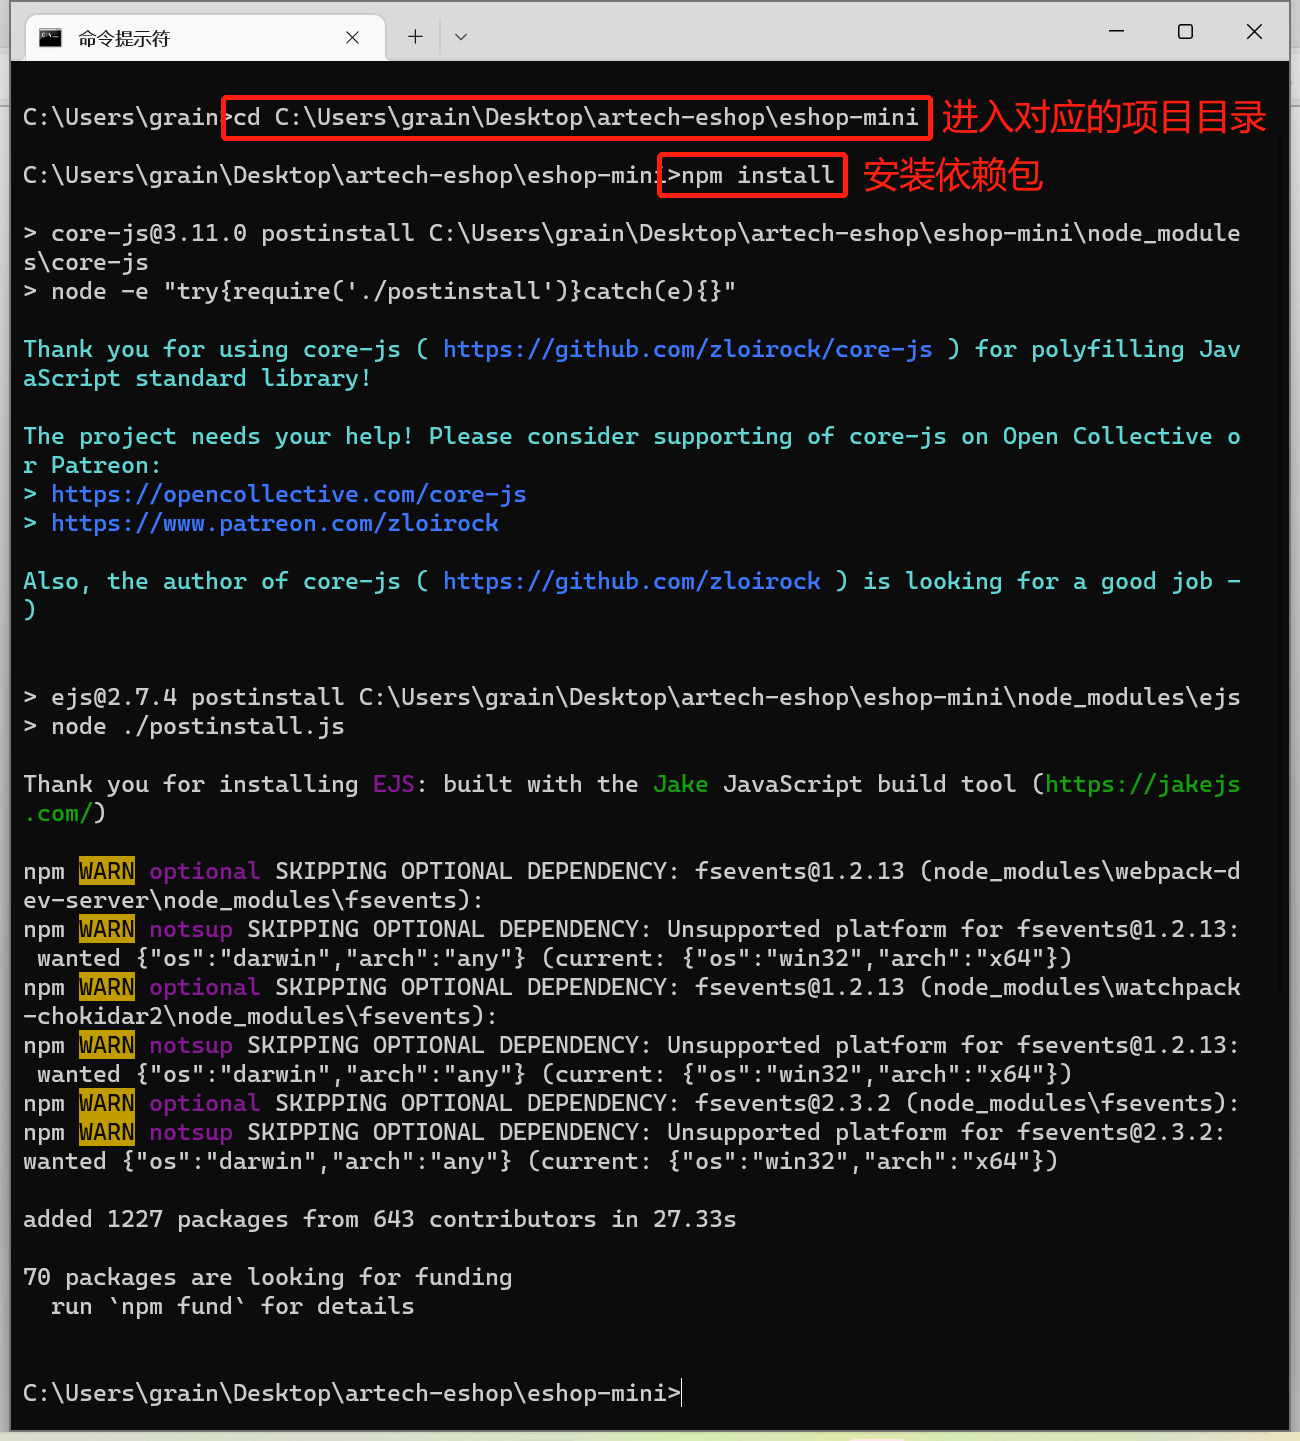 命令提示符
C:\Users\grain>cd C:\Users\grain\Desktop\artech-eshop\eshop-mini 进入对应的项目目录
C:\Users\grain\Desktop\artech-eshop\eshop-mini>npm install 安装依赖包
> core-js@3.11.0 postinstall C:\Users\grain\Desktop\artech-eshop\eshop-mini\node_module
s\core-js
> node -e "try{require('./postinstall')}catch(e){}"
Thank you for using core-js ( https://github.com/zloirock/core-js ) for polyfilling Jav
aScript standard library!
The project needs your help! Please consider supporting of core-js on Open Collective o
r Patreon:
> https://opencollective.com/core-js
> https://www.patreon.com/zloirock
Also, the author of core-js ( https://github.com/zloirock ) is looking for a good job -
)
> ejs@2.7.4 postinstall C:\Users\grain\Desktop\artech-eshop\eshop-mini\node_modules\ejs
> node ./postinstall.js
Thank you for installing EJS: built with the Jake JavaScript build tool (https://jakejs
.com/)
npm WARN optional SKIPPING OPTIONAL DEPENDENCY: fsevents@1.2.13 (node_modules\webpack-d
ev-server\node_modules\fsevents):
npm WARN notsup SKIPPING OPTIONAL DEPENDENCY: Unsupported platform for fsevents@1.2.13:
wanted {"os":"darwin","arch":"any"} (current: {"os":"win32","arch":"x64"})
npm WARN optional SKIPPING OPTIONAL DEPENDENCY: fsevents@1.2.13 (node_modules\watchpack
-chokidar2\node_modules\fsevents):
npm WARN notsup SKIPPING OPTIONAL DEPENDENCY: Unsupported platform for fsevents@1.2.13:
wanted {"os":"darwin","arch":"any"} (current: {"os":"win32","arch":"x64"})
npm WARN optional SKIPPING OPTIONAL DEPENDENCY: fsevents@2.3.2 (node_modules\fsevents):
npm WARN notsup SKIPPING OPTIONAL DEPENDENCY: Unsupported platform for fsevents@2.3.2:
wanted {"os":"darwin","arch":"any"} (current: {"os":"win32","arch":"x64"})
added 1227 packages from 643 contributors in 27.33s
70 packages are looking for funding
run `npm fund` for details
C:\Users\grain\Desktop\artech-eshop\eshop-mini>